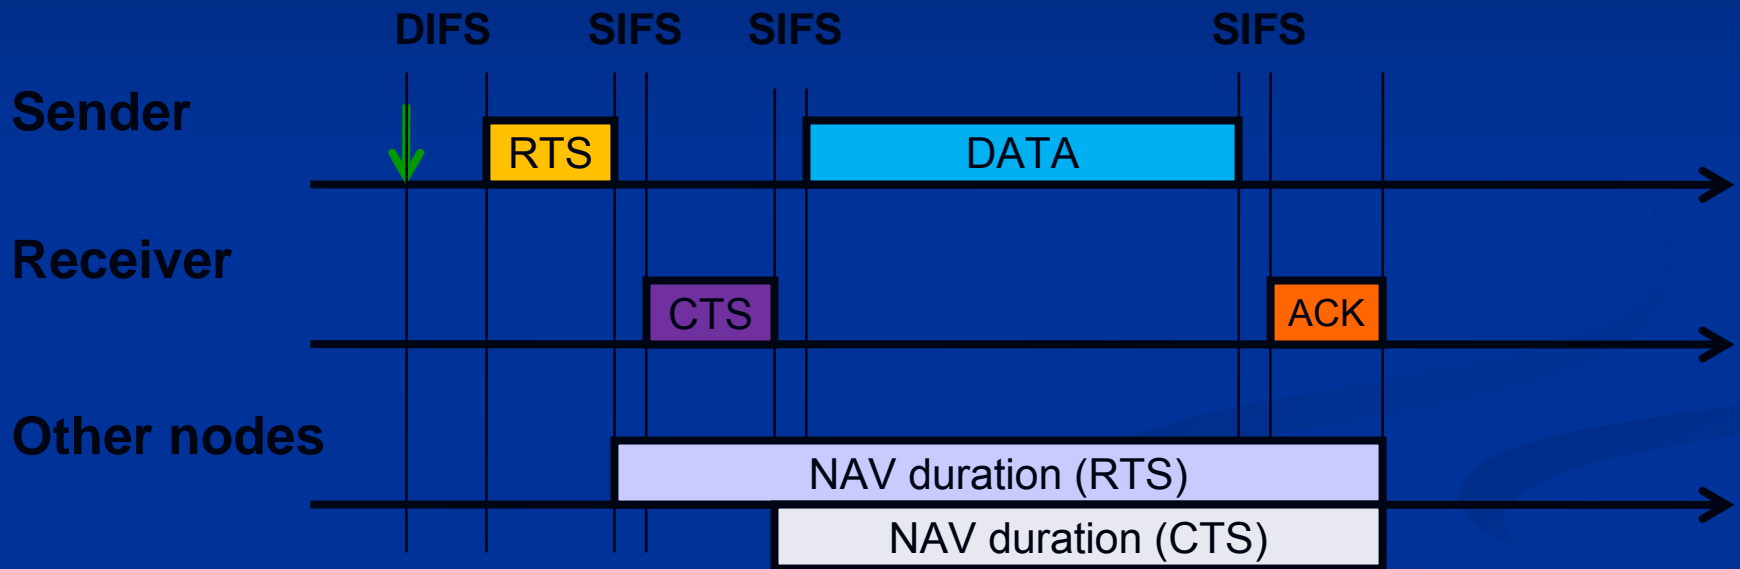 DIFS SIFS SIFS SIFS
Sender
RTS DATA
Receiver
CTS ACK
Other nodes
NAV duration (RTS)
NAV duration (CTS)